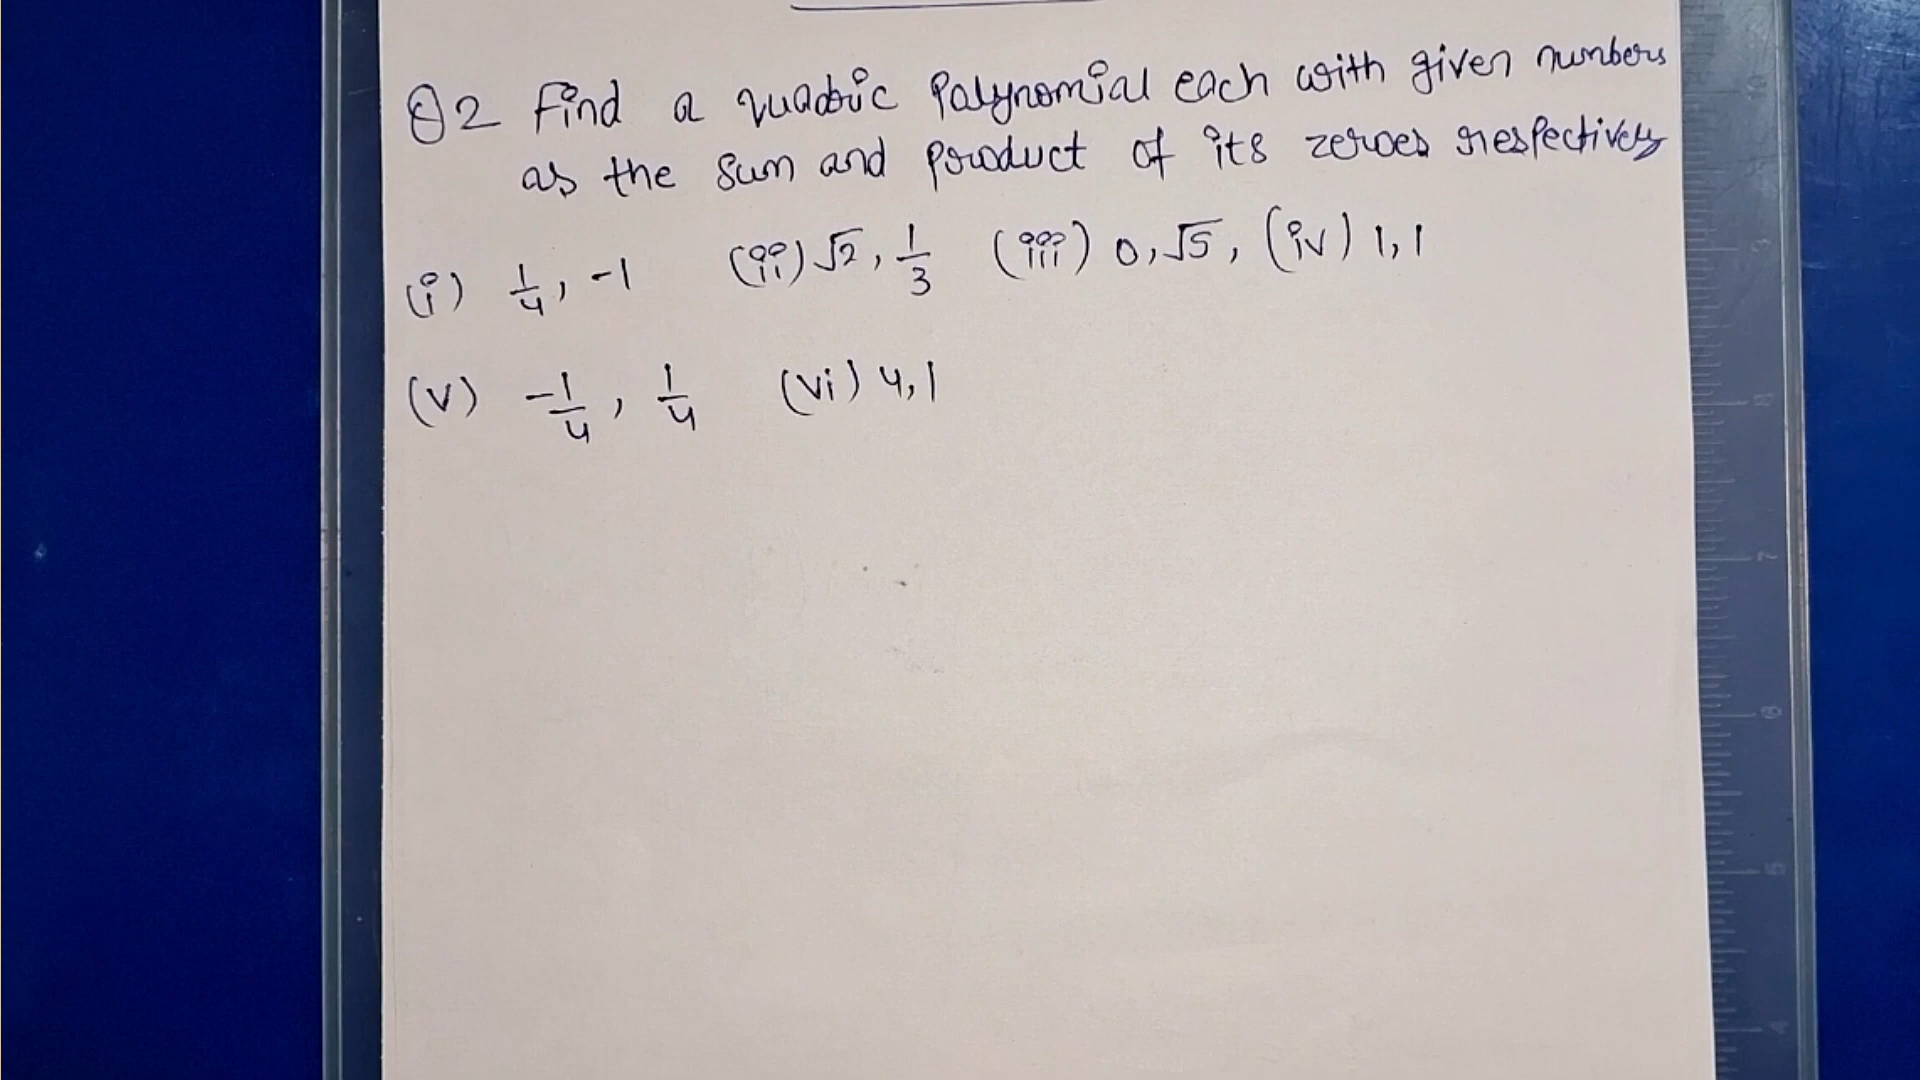 Q2 Find a quadric Polynomial each with given numbers
as the sum and product of its zeroes respectively
(i) 1/4, -1 (ii) √2, 1/3 (iii) 0, √5, (iv) 1, 1
(v) -1/4, 1/4 (vi) 4, 1